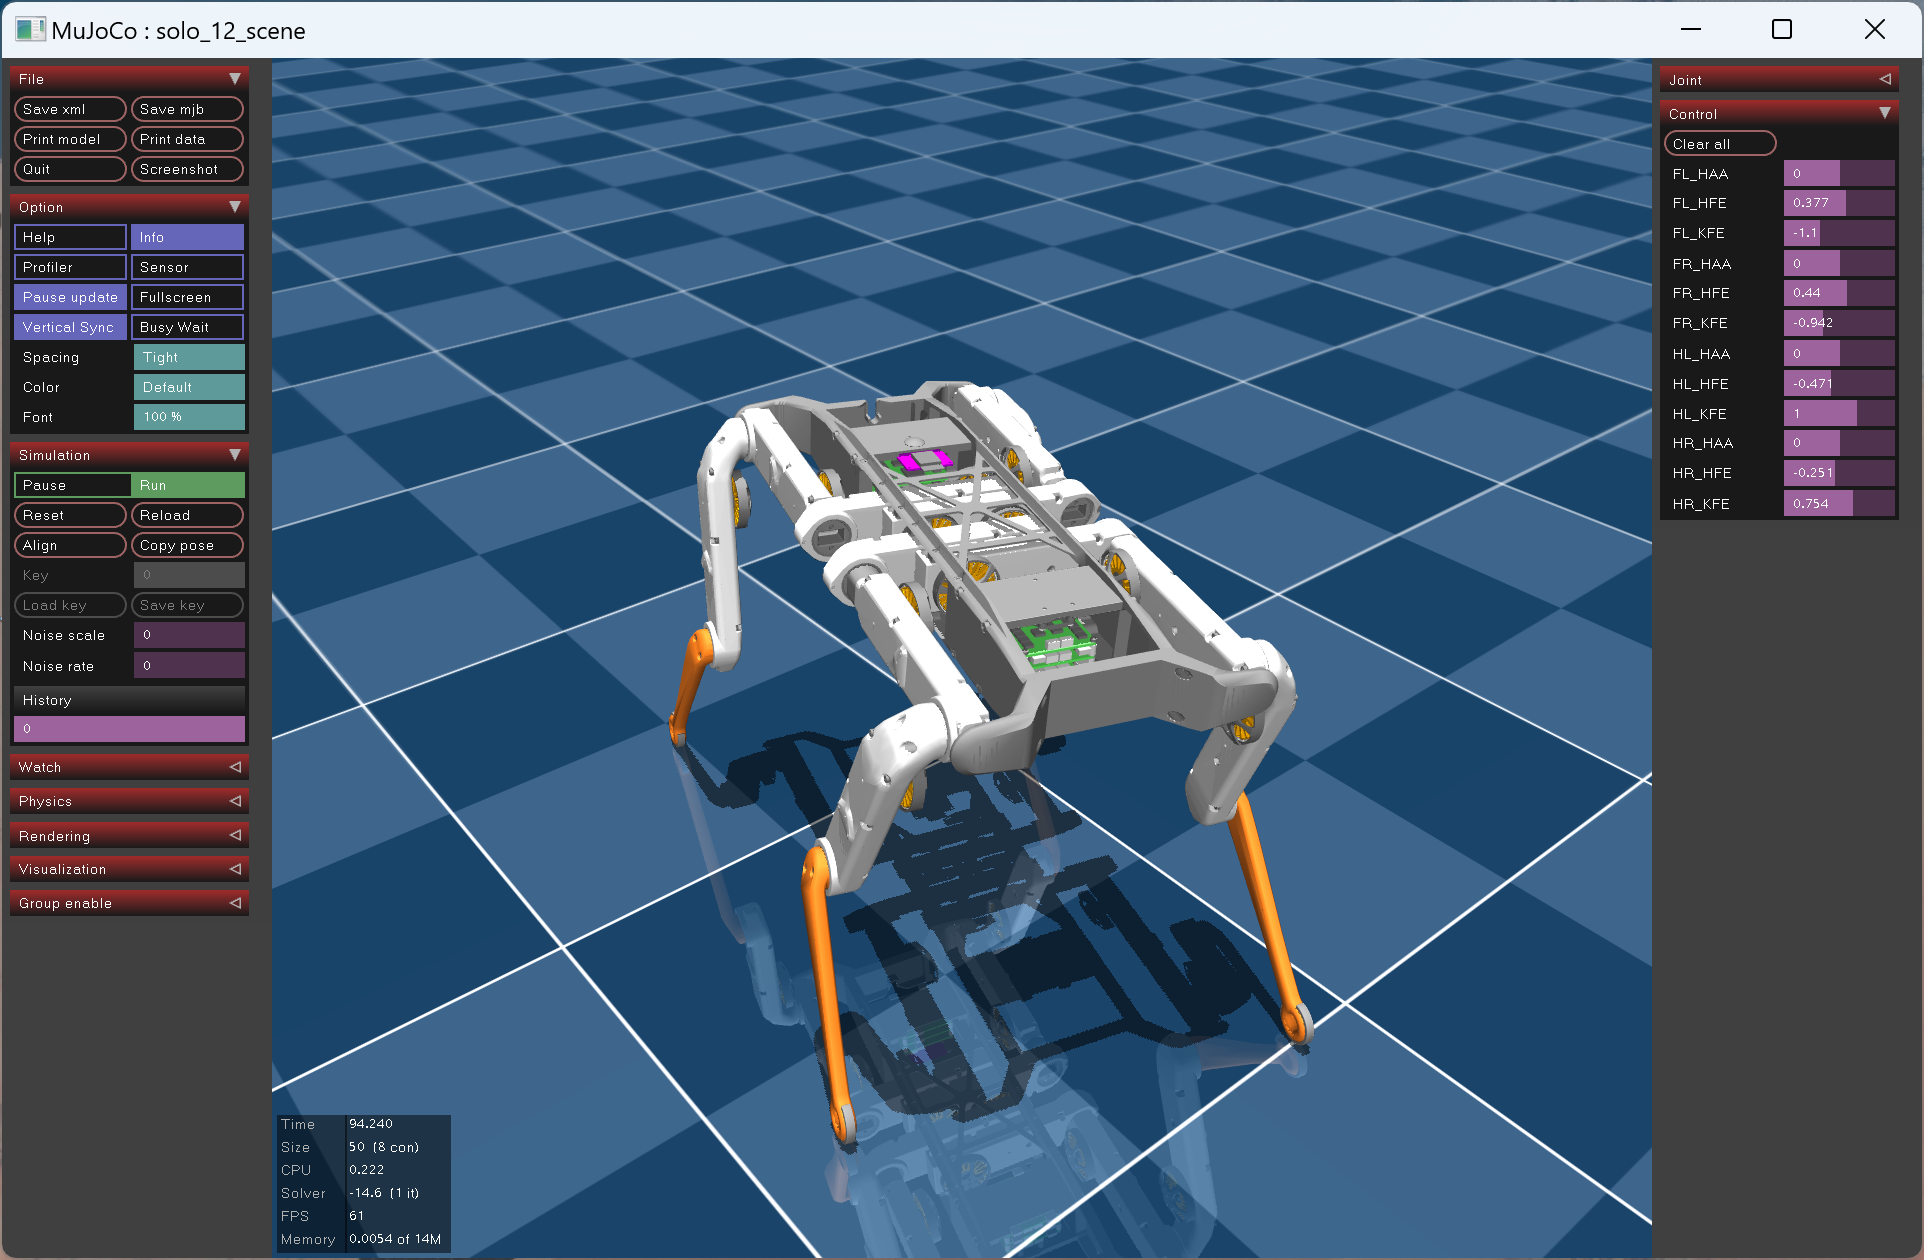 MuJoCo : solo_12_scene
File
Save xml Save mjb
Print model Print data
Quit Screenshot
Option
Help Info
Profiler Sensor
Pause update Fullscreen
Vertical Sync Busy Wait
Spacing Tight
Color Default
Font 100 %
Simulation
Pause Run
Reset Reload
Align Copy pose
Key 0
Load key Save key
Noise scale 0
Noise rate 0
History
0
Watch
Physics
Rendering
Visualization
Group enable
Time 94.240
Size 50 (8 con)
CPU 0.222
Solver -14.6 (1 it)
FPS 61
Memory 0.0054 of 14M
Joint
Control
Clear all
FL_HAA 0
FL_HFE 0.377
FL_KFE -1.1
FR_HAA 0
FR_HFE 0.44
FR_KFE -0.942
HL_HAA 0
HL_HFE -0.471
HL_KFE 1
HR_HAA 0
HR_HFE -0.251
HR_KFE 0.754